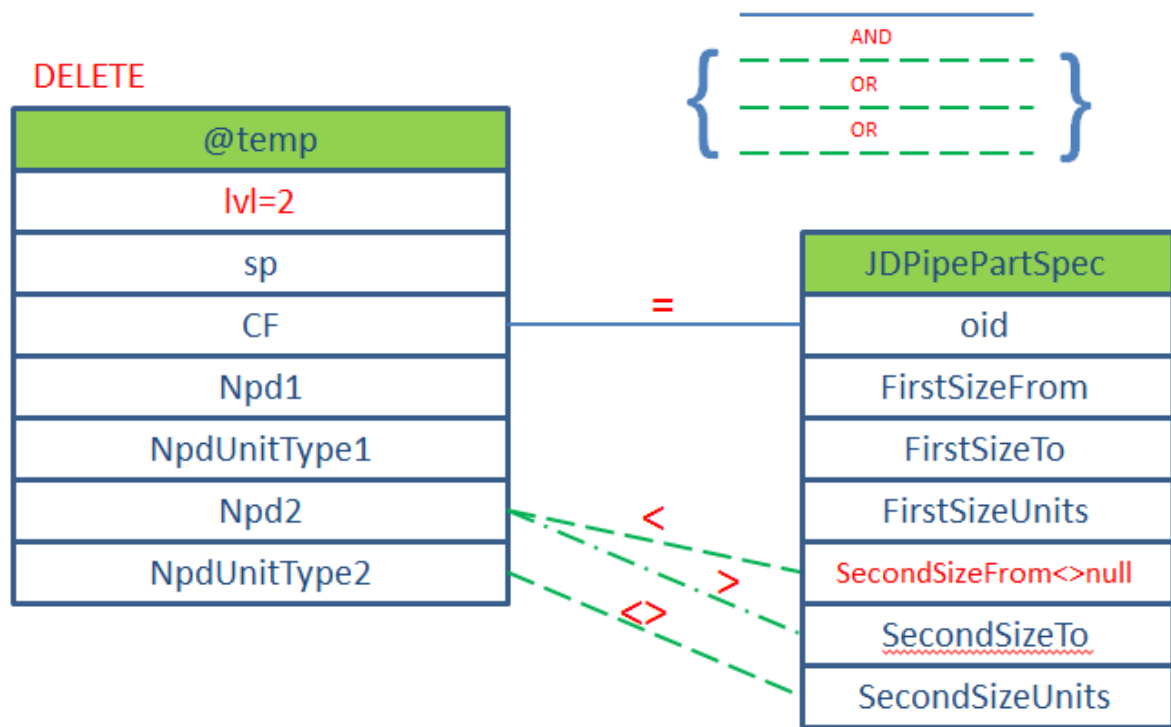 DELETE
@temp
lvl=2
sp
CF
Npd1
NpdUnitType1
Npd2
NpdUnitType2
{
AND
OR
OR
}
=
<
>
<>
JDPipePartSpec
oid
FirstSizeFrom
FirstSizeTo
FirstSizeUnits
SecondSizeFrom<>null
SecondSizeTo
SecondSizeUnits